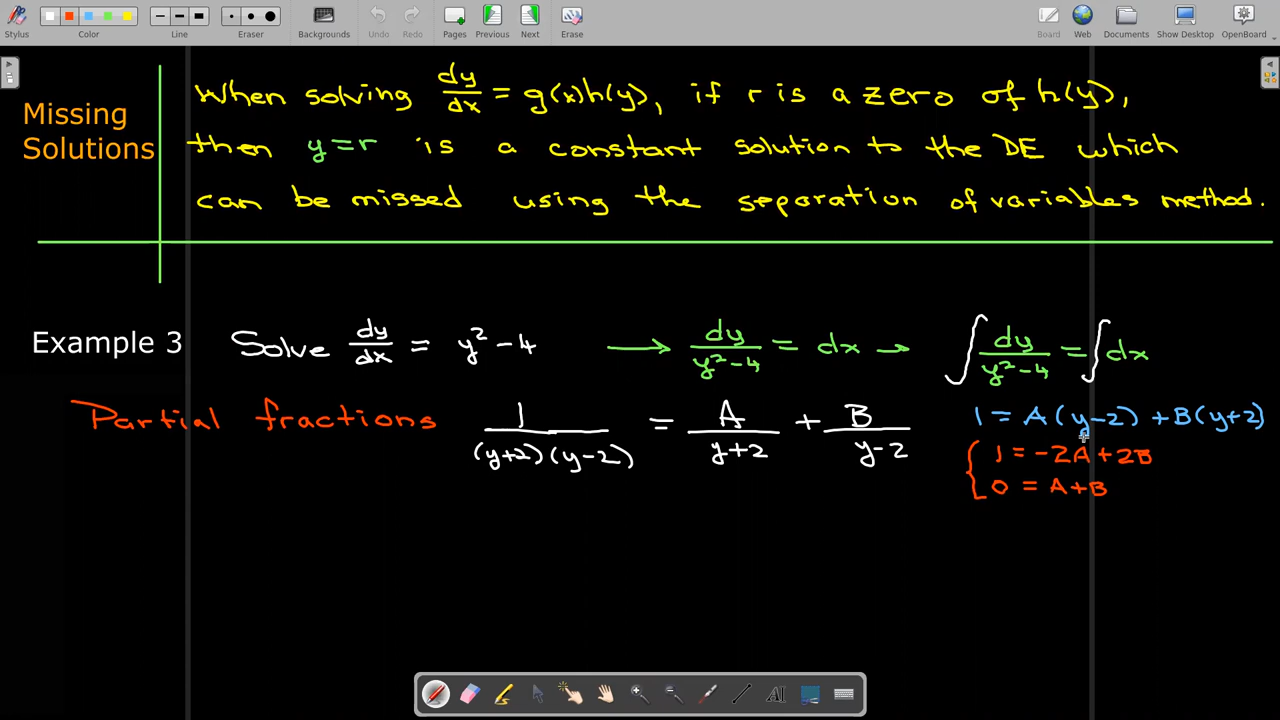 Stylus Color Line Eraser Backgrounds Undo Redo Pages Previous Next Erase Board Web Documents Show Desktop OpenBoard
Missing Solutions
When solving dy/dx = g(x)h(y), if r is a zero of h(y),
then y=r is a constant solution to the DE which
can be missed using the separation of variables method.
Example 3 Solve dy/dx = y² - 4 → dy/(y²-4) = dx → ∫ dy/(y²-4) = ∫ dx
Partial fractions 1/((y+2)(y-2)) = A/(y+2) + B/(y-2) 1 = A(y-2) + B(y+2)
{ 1 = -2A + 2B
0 = A+B